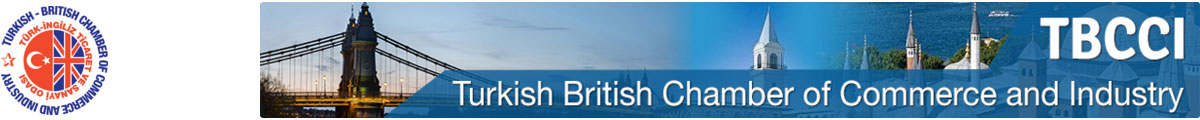 TURKISH - BRITISH CHAMBER OF COMMERCE AND INDUSTRY
TÜRK-İNGİLİZ TİCARET VE SANAYİ ODASI
TBCCI
Turkish British Chamber of Commerce and Industry